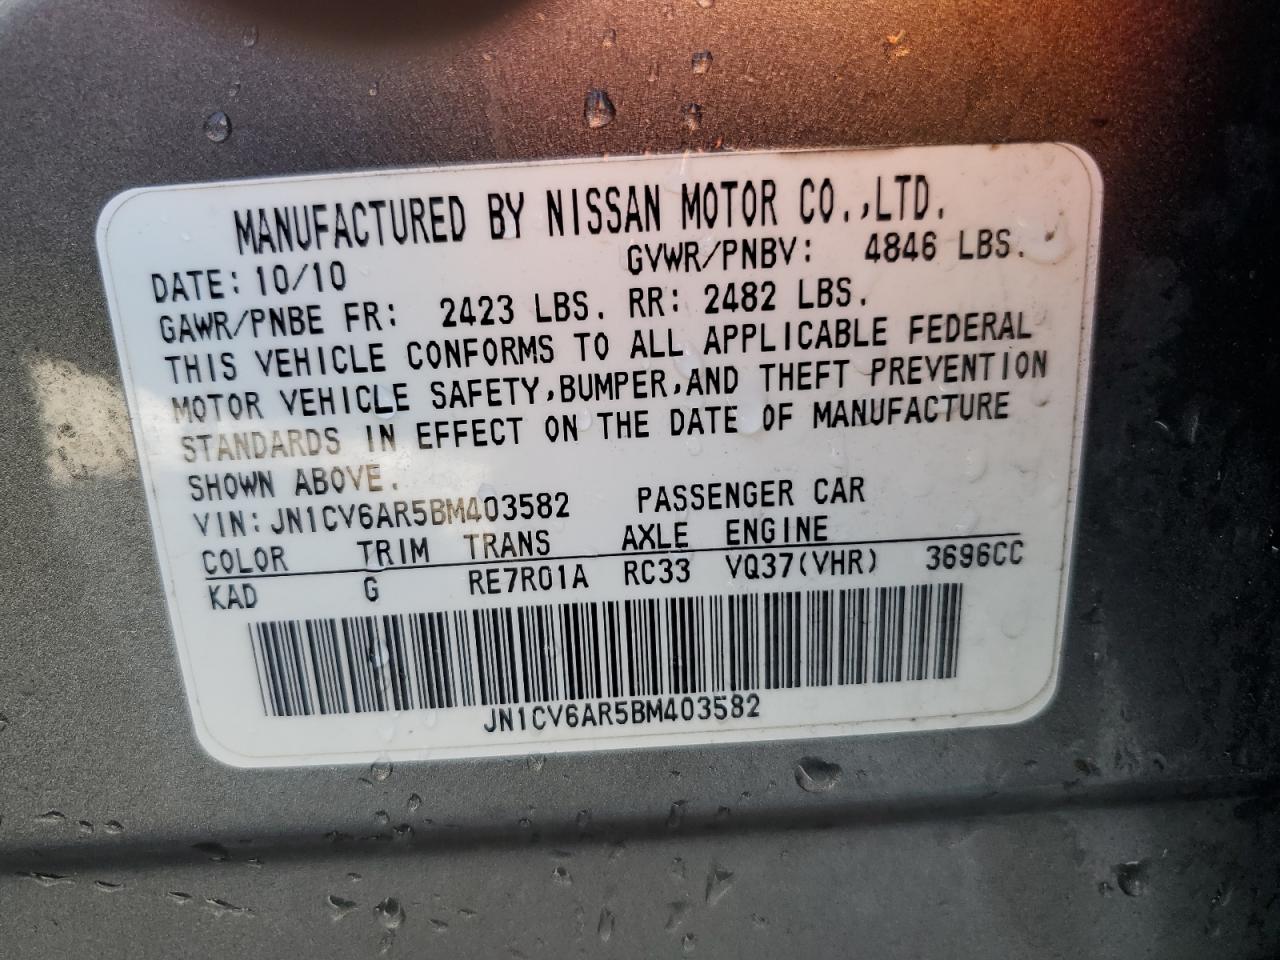 MANUFACTURED BY NISSAN MOTOR CO.,LTD.
DATE: 10/10 GVWR/PNBV: 4846 LBS.
GAWR/PNBE FR: 2423 LBS. RR: 2482 LBS.
THIS VEHICLE CONFORMS TO ALL APPLICABLE FEDERAL
MOTOR VEHICLE SAFETY,BUMPER,AND THEFT PREVENTION
STANDARDS IN EFFECT ON THE DATE OF MANUFACTURE
SHOWN ABOVE.
VIN: JN1CV6AR5BM403582 PASSENGER CAR
COLOR TRIM TRANS AXLE ENGINE
KAD G RE7R01A RC33 VQ37(VHR) 3696CC
JN1CV6AR5BM403582